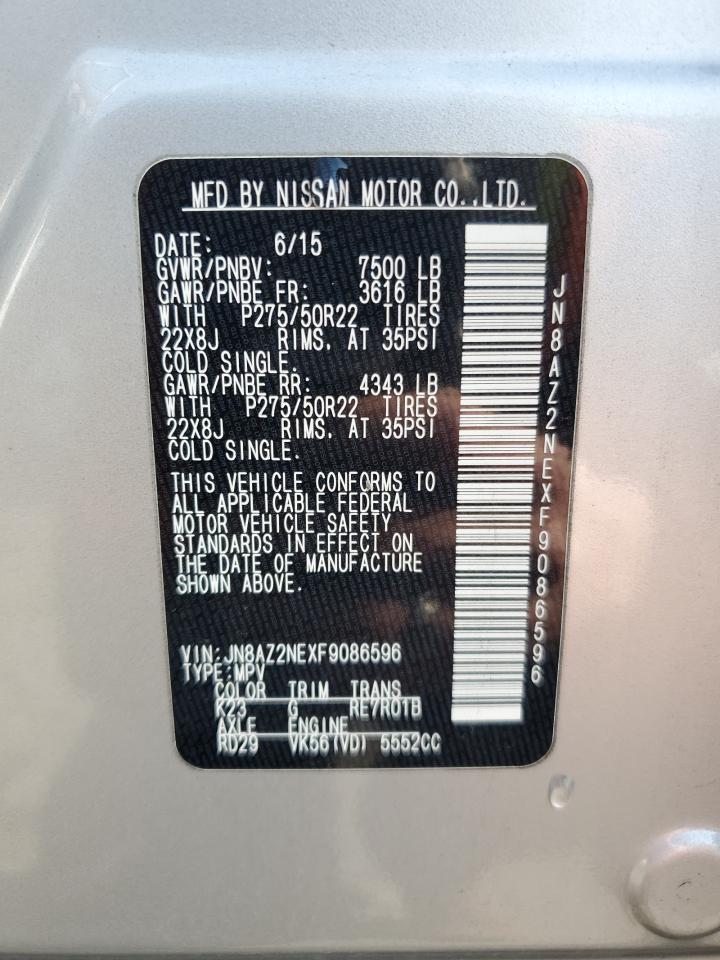 MFD BY NISSAN MOTOR CO.,LTD.
DATE: 6/15
GVWR/PNBV: 7500 LB
GAWR/PNBE FR: 3616 LB
WITH P275/50R22 TIRES
22X8J RIMS, AT 35PSI
COLD SINGLE.
GAWR/PNBE RR: 4343 LB
WITH P275/50R22 TIRES
22X8J RIMS, AT 35PSI
COLD SINGLE.
THIS VEHICLE CONFORMS TO
ALL APPLICABLE FEDERAL
MOTOR VEHICLE SAFETY
STANDARDS IN EFFECT ON
THE DATE OF MANUFACTURE
SHOWN ABOVE.
VIN:JN8AZ2NEXF9086596
TYPE:MPV
COLOR TRIM TRANS
K23 G RE7R01B
AXLE ENGINE
RD29 VK56(VD) 5552CC
JN8AZ2NEXF9086596